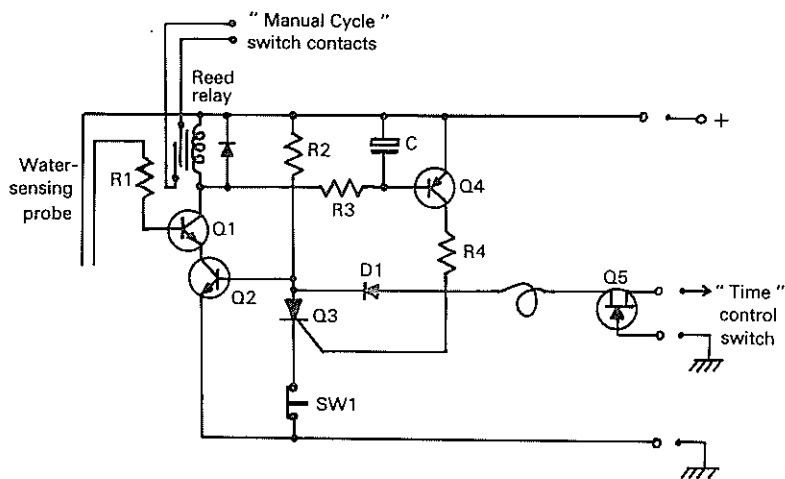 " Manual Cycle "
switch contacts
Reed
relay
+
R2
C
Water-
sensing
probe
R1
Q4
R3
Q1
R4
D1
Q5
Q2
" Time "
control
switch
Q3
SW1